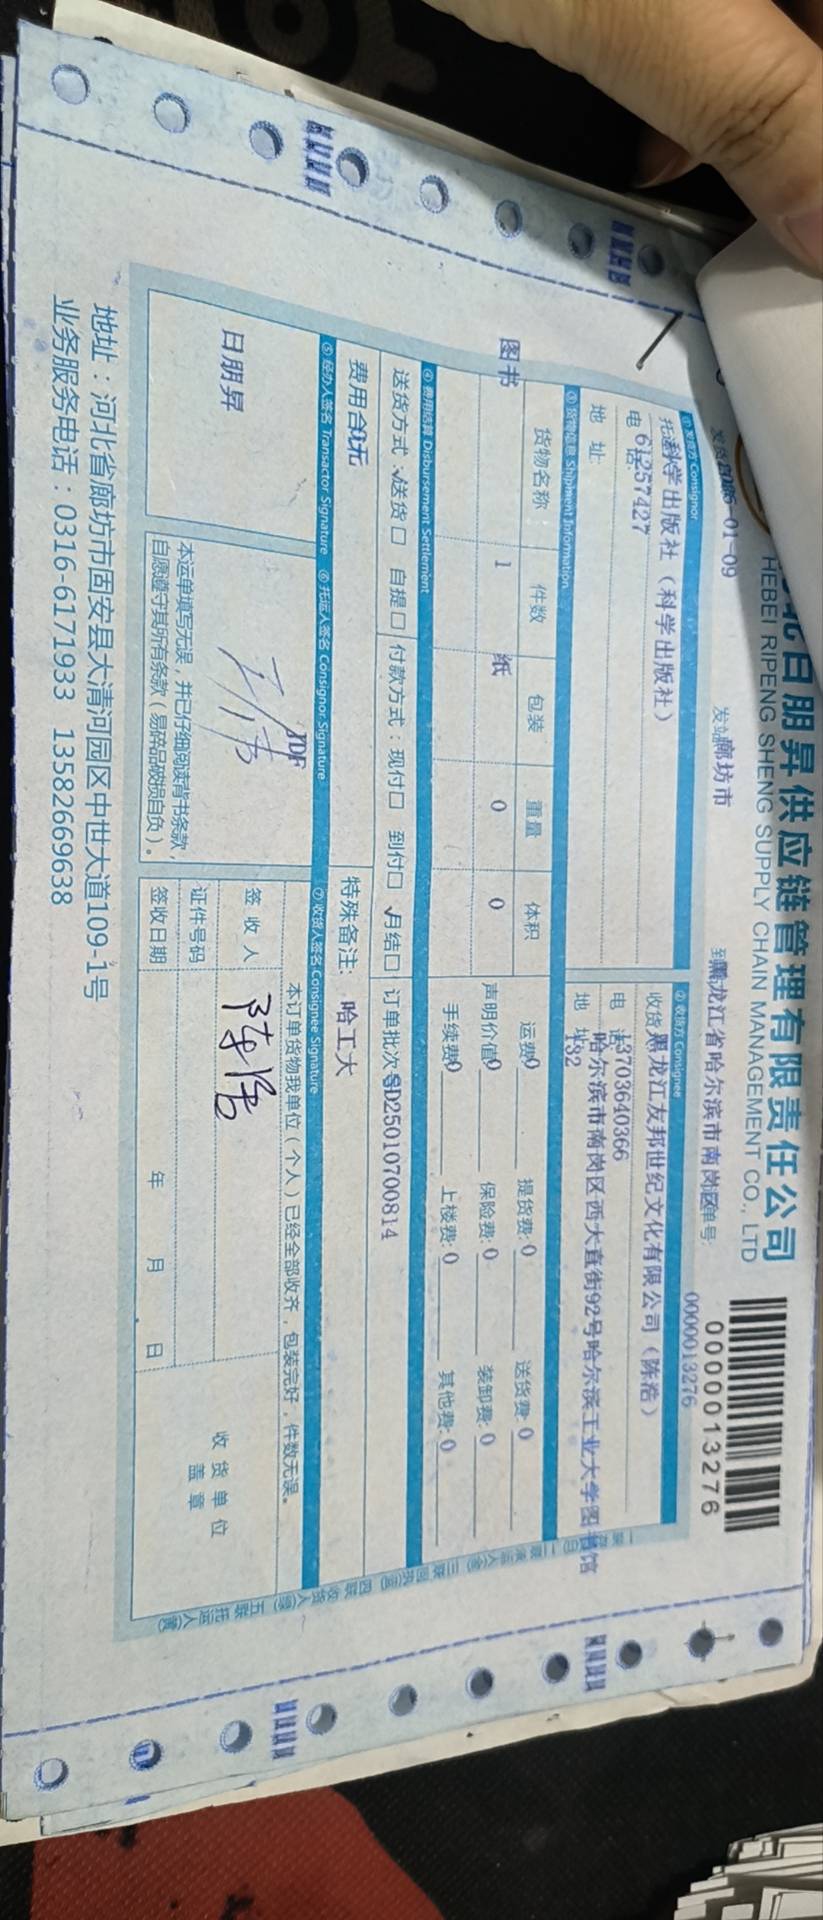 北日朋昇供应链管理有限责任公司
HEBEI RIPENG SHENG SUPPLY CHAIN MANAGEMENT CO., LTD
0000013276
0000013276
发货 -01-09 发站 廊坊市 到 黑龙江省哈尔滨市南岗区 单号:
① 发货方 Consignor
托运 科学出版社（科学出版社）
电话: 61257427
地 址:
② 收货方 Consignee
收货 黑龙江友邦世纪文化有限公司（陈浩）
电 话: 3703640366
地 址: 哈尔滨市南岗区西大直街92号哈尔滨工业大学图书馆
132
③ 货物信息 Shipment Information
货物名称 件数 包装 重量 体积
图书 1 纸 0 0
运费 0 提货费: 0 送货费: 0
声明价值 0 保险费: 0 装卸费: 0
手续费 0 上楼费: 0 其他费: 0
④ 费用结算 Disbursement Settlement
送货方式: 送货□ 自提□ 付款方式：现付□ 到付□ 月结□ 订单批次 SD25010700814
费用合 0元 特殊备注: 哈工大
⑤ 经办人签名 Transactor Signature ⑥ 托运人签名 Consignor Signature ⑦ 收货人签名 Consignee Signature
日朋昇
YDF
本运单填写无误，并已仔细阅读背书条款，
自愿遵守其所有条款（易碎品破损自负）。
本订单货物我单位（个人）已经全部收齐，包装完好，件数无误。
签 收 人 陈浩
证件号码
签收日期 年 月 日
收货单位
盖章
地址：河北省廊坊市固安县大清河园区中世大道109-1号
业务服务电话：0316-6171933 13582669638